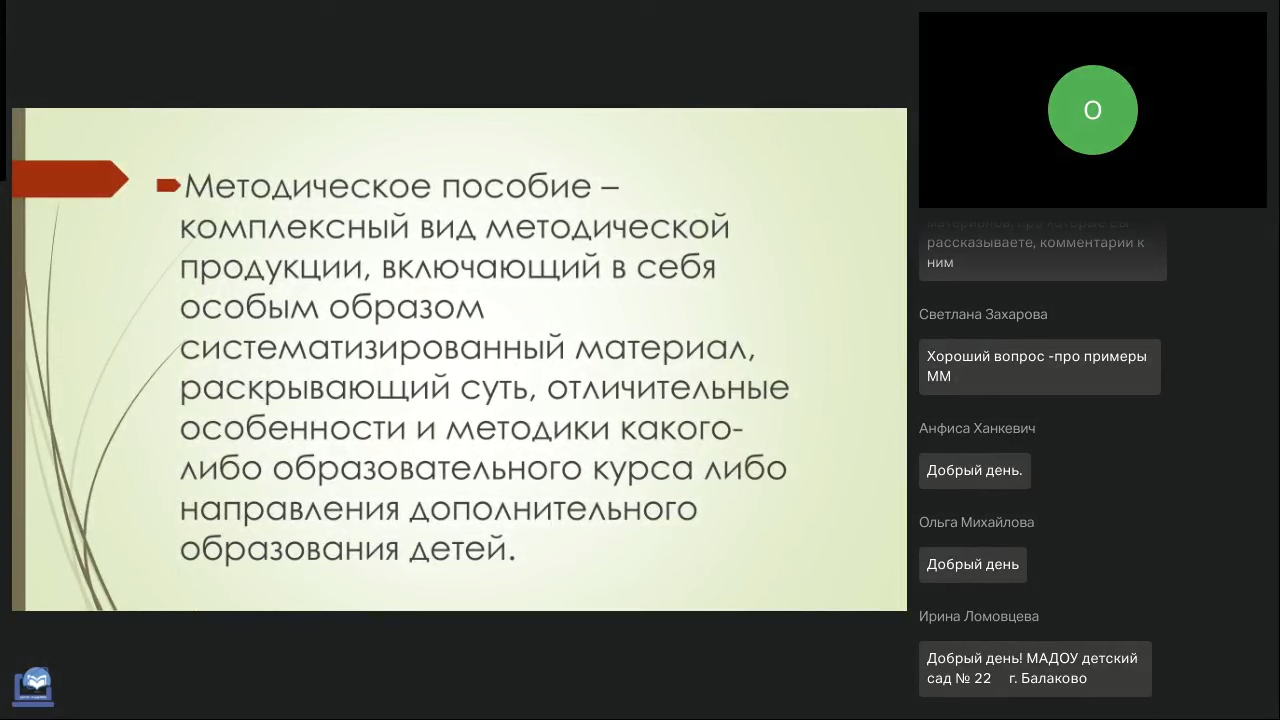 Методическое пособие –
комплексный вид методической
продукции, включающий в себя
особым образом
систематизированный материал,
раскрывающий суть, отличительные
особенности и методики какого-
либо образовательного курса либо
направления дополнительного
образования детей.
О
рассказываете, комментарии к
ним
Светлана Захарова
Хороший вопрос -про примеры
ММ
Анфиса Ханкевич
Добрый день.
Ольга Михайлова
Добрый день
Ирина Ломовцева
Добрый день! МАДОУ детский
сад № 22 г. Балаково